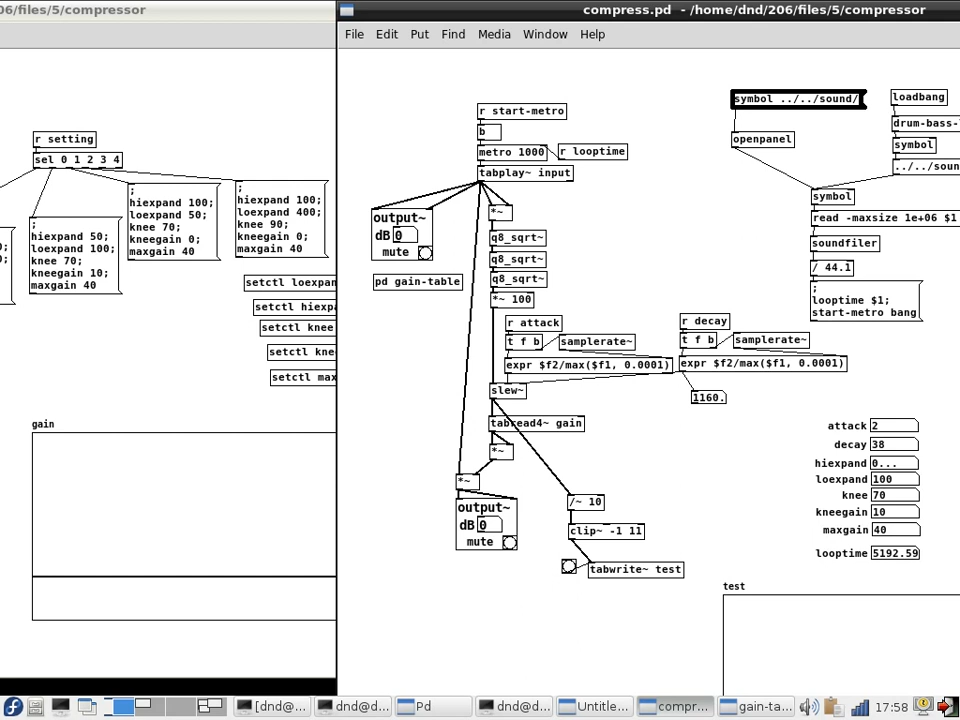 06/files/5/compressor
compress.pd - /home/dnd/206/files/5/compressor
File Edit Put Find Media Window Help
r setting
sel 0 1 2 3 4
;
hiexpand 50;
loexpand 100;
knee 70;
kneegain 10;
maxgain 40
;
hiexpand 100;
loexpand 50;
knee 70;
kneegain 0;
maxgain 40
;
hiexpand 100;
loexpand 400;
knee 90;
kneegain 0;
maxgain 40
setctl loexpan
setctl hiexpa
setctl knee
setctl kne
setctl max
gain
r start-metro
b
metro 1000
r looptime
tabplay~ input
output~
dB 0
mute
pd gain-table
*~
q8_sqrt~
q8_sqrt~
q8_sqrt~
*~ 100
r attack
t f b
samplerate~
expr $f2/max($f1, 0.0001)
r decay
t f b
samplerate~
expr $f2/max($f1, 0.0001)
1160.
slew~
tabread4~ gain
*~
*~
output~
dB 0
mute
/~ 10
clip~ -1 11
tabwrite~ test
symbol ../../sound/
openpanel
loadbang
drum-bass-
symbol
../../soun
symbol
read -maxsize 1e+06 $1
soundfiler
/ 44.1
;
looptime $1;
start-metro bang
attack 2
decay 38
hiexpand 0...
loexpand 100
knee 70
kneegain 10
maxgain 40
looptime 5192.59
test
[dnd@...
dnd@d...
Pd
dnd@d...
Untitle...
compr...
gain-ta...
17:58